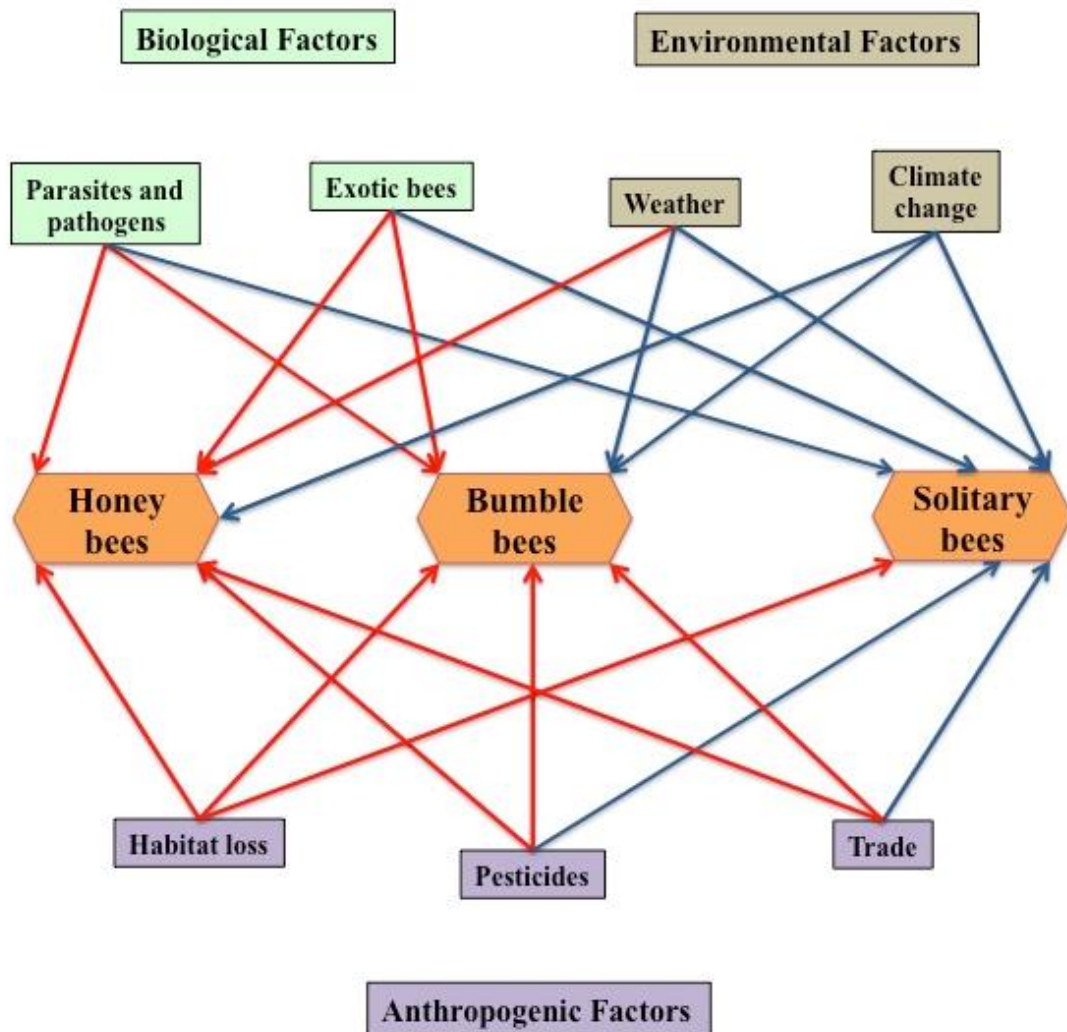 Biological Factors
Environmental Factors
Parasites and
pathogens
Exotic bees
Weather
Climate
change
Honey
bees
Bumble
bees
Solitary
bees
Habitat loss
Pesticides
Trade
Anthropogenic Factors